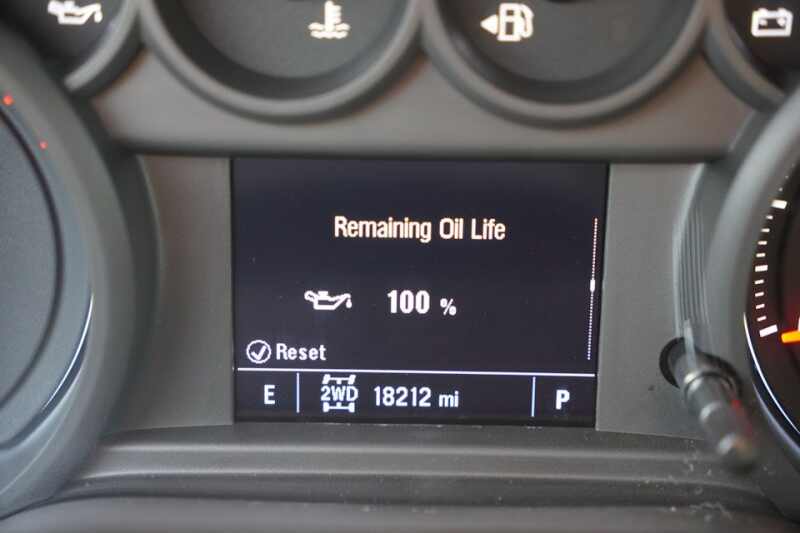 Remaining Oil Life
100 %
Reset
E 2WD 18212 mi P